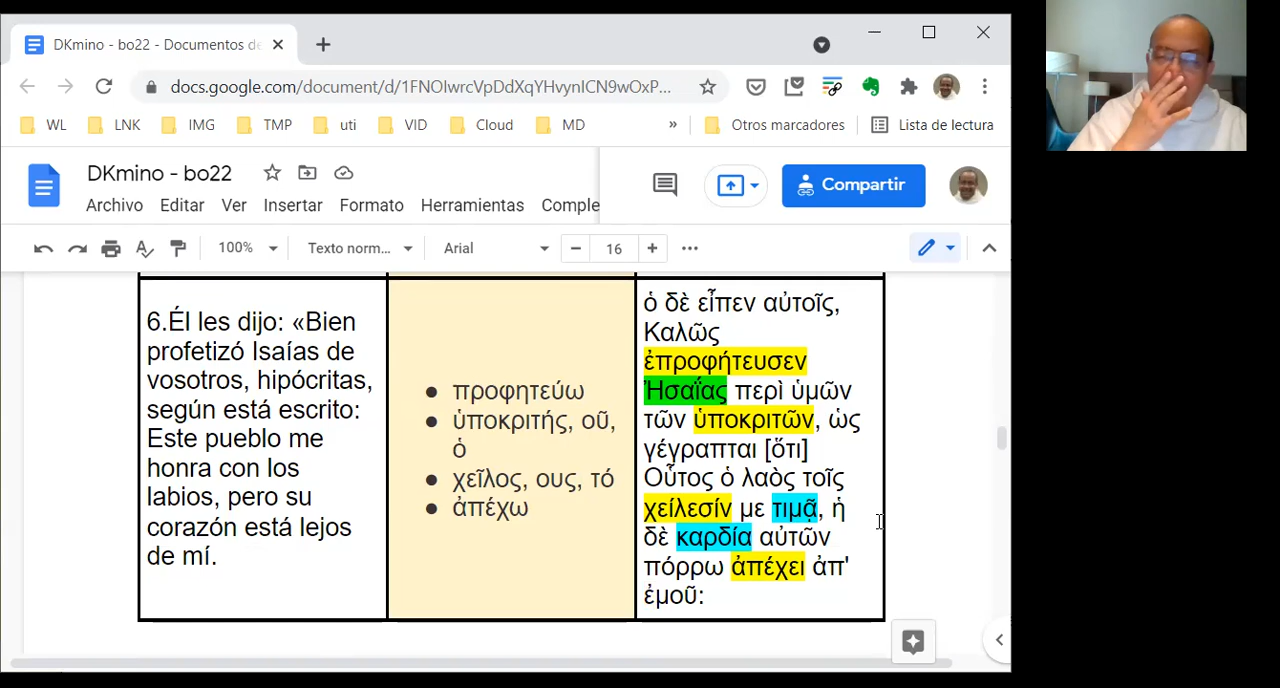 DKmino - bo22 - Documentos de
docs.google.com/document/d/1FNOlwrcVpDdXqYHvynICN9wOxP...
WL LNK IMG TMP uti VID Cloud MD » Otros marcadores Lista de lectura
DKmino - bo22
Compartir
Archivo Editar Ver Insertar Formato Herramientas Comple
100% Texto norm... Arial 16
6.Él les dijo: «Bien
profetizó Isaías de
vosotros, hipócritas,
según está escrito:
Este pueblo me
honra con los
labios, pero su
corazón está lejos
de mí.
● προφητεύω
● ὑποκριτής, οῦ,
ὁ
● χεῖλος, ους, τό
● ἀπέχω
ὁ δὲ εἶπεν αὐτοῖς,
Καλῶς
ἐπροφήτευσεν
Ἠσαΐας περὶ ὑμῶν
τῶν ὑποκριτῶν, ὡς
γέγραπται [ὅτι]
Οὗτος ὁ λαὸς τοῖς
χείλεσίν με τιμᾷ, ἡ
δὲ καρδία αὐτῶν
πόρρω ἀπέχει ἀπ'
ἐμοῦ: